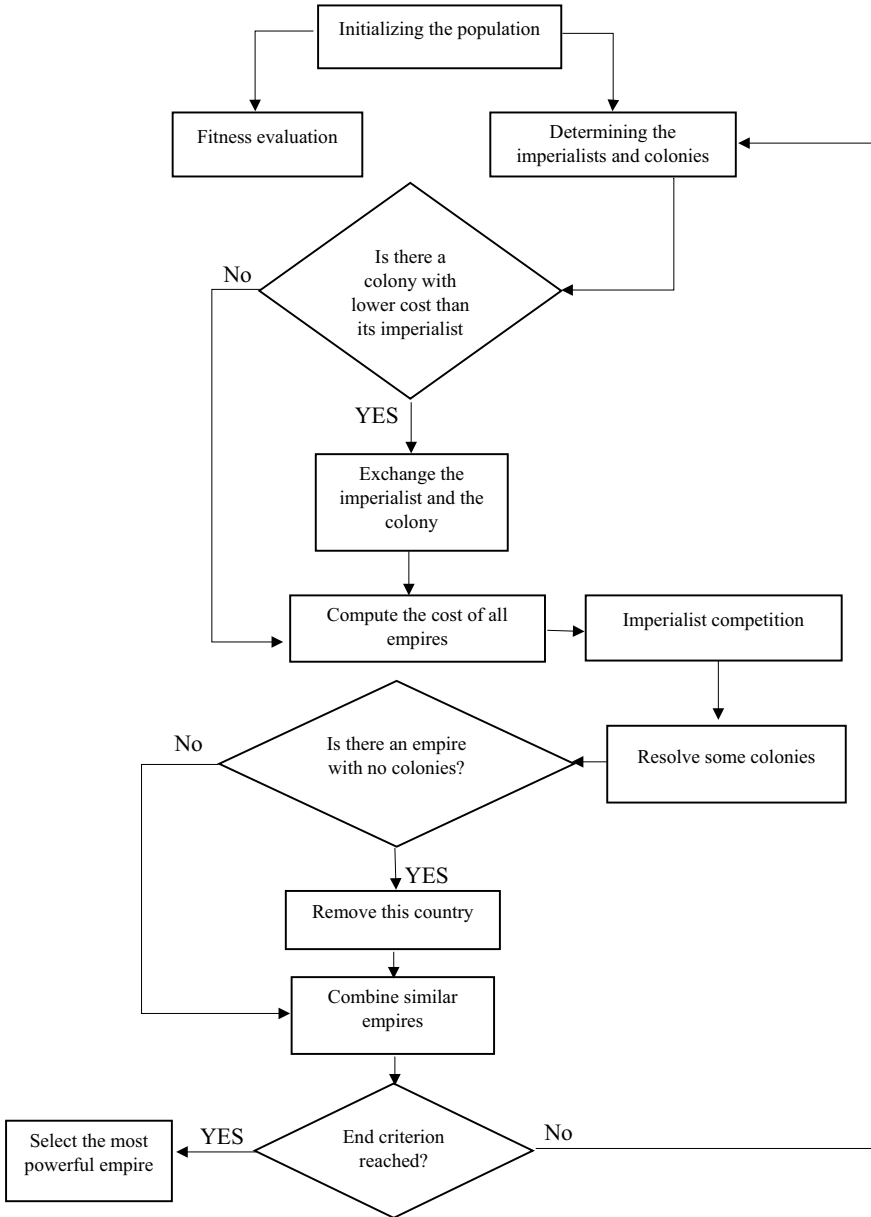 Initializing the population
Fitness evaluation
Determining the
imperialists and colonies
Is there a
colony with
lower cost than
its imperialist
No
YES
Exchange the
imperialist and the
colony
Compute the cost of all
empires
Imperialist competition
Resolve some colonies
Is there an empire
with no colonies?
No
YES
Remove this country
Combine similar
empires
End criterion
reached?
YES
No
Select the most
powerful empire